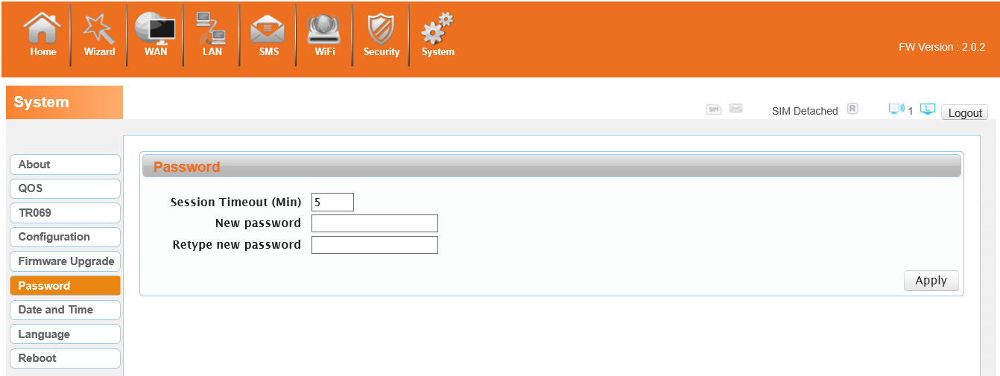 Home Wizard WAN LAN SMS WiFi Security System
FW Version : 2.0.2
System
SIM SIM Detached R 1 L Logout
About
QOS
TR069
Configuration
Firmware Upgrade
Password
Date and Time
Language
Reboot
Password
Session Timeout (Min) 5
New password
Retype new password
Apply